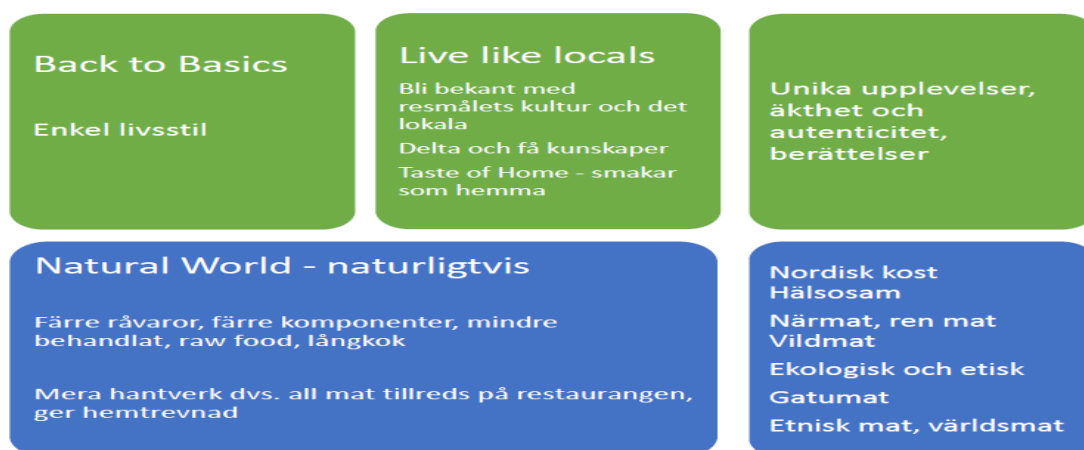 Back to Basics
Enkel livsstil
Live like locals
Bli bekant med
resmålets kultur och det
lokala
Delta och få kunskaper
Taste of Home - smakar
som hemma
Unika upplevelser,
äkthet och
autenticitet,
berättelser
Natural World - naturligtvis
Färre råvaror, färre komponenter, mindre
behandlat, raw food, långkok
Mera hantverk dvs. all mat tillreds på restaurangen,
ger hemtrevnad
Nordisk kost
Hälsosam
Närmat, ren mat
Vildmat
Ekologisk och etisk
Gatumat
Etnisk mat, världsmat